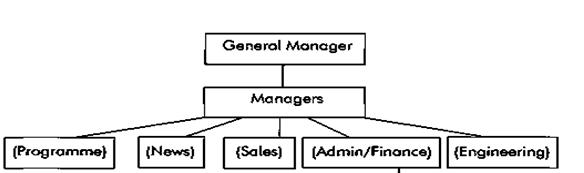 General Manager
Managers
(Programme) (News) (Sales) (Admin/Finance) (Engineering)